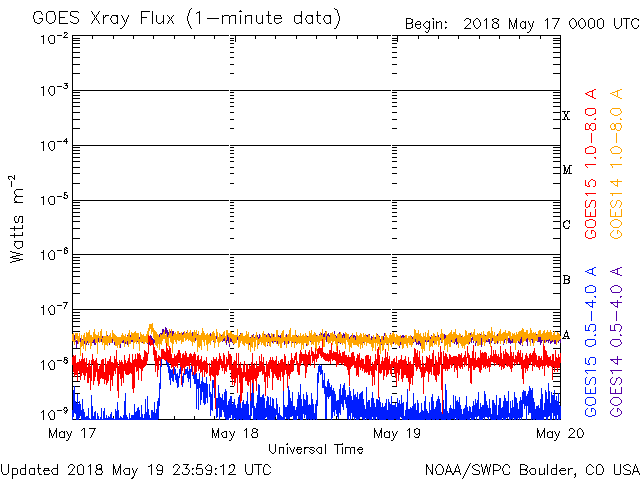 GOES Xray Flux (1-minute data)
Begin: 2018 May 17 0000 UTC
10⁻²
10⁻³
10⁻⁴
10⁻⁵
10⁻⁶
10⁻⁷
10⁻⁸
10⁻⁹
Watts m⁻²
X
M
C
B
A
GOES15 1.0-8.0 A
GOES14 1.0-8.0 A
GOES15 0.5-4.0 A
GOES14 0.5-4.0 A
May 17 May 18 May 19 May 20
Universal Time
Updated 2018 May 19 23:59:12 UTC
NOAA/SWPC Boulder, CO USA